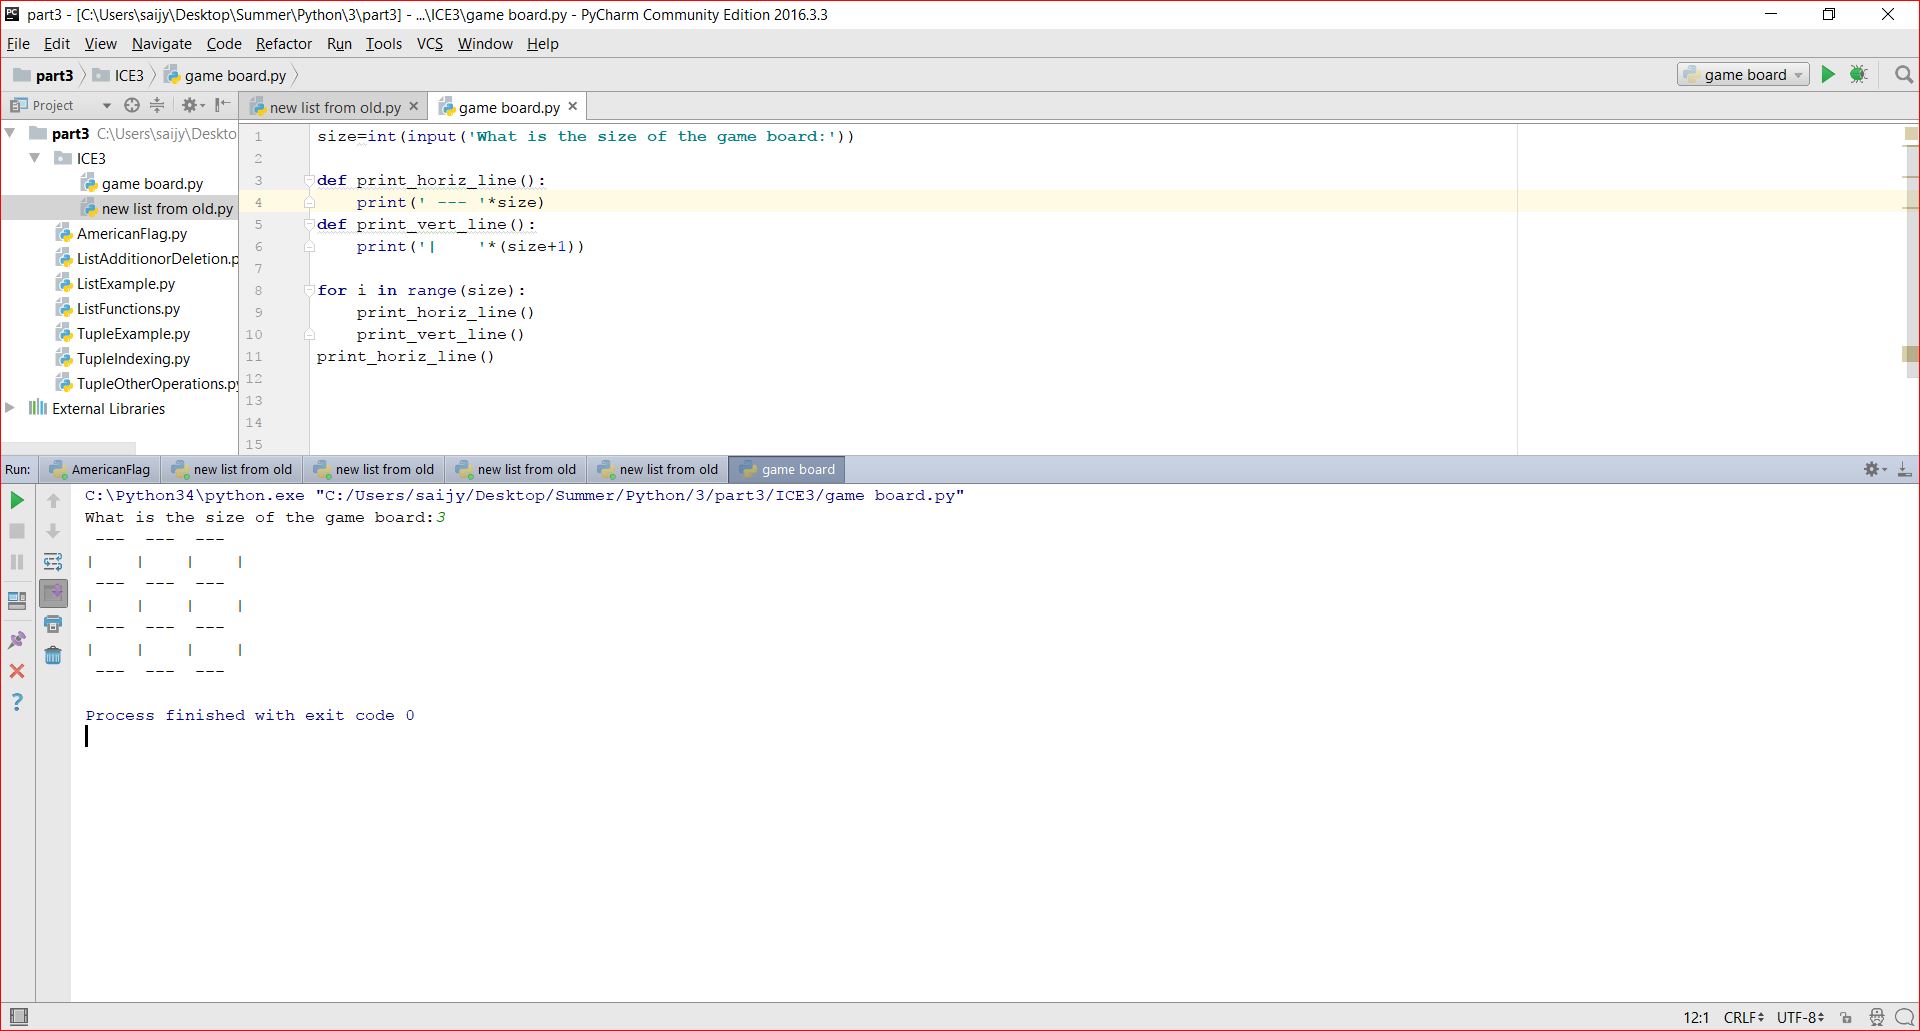 part3 - [C:\Users\saijy\Desktop\Summer\Python\3\part3] - ...\ICE3\game board.py - PyCharm Community Edition 2016.3.3
File Edit View Navigate Code Refactor Run Tools VCS Window Help
part3 ICE3 game board.py
game board
Project
new list from old.py
game board.py
part3 C:\Users\saijy\Deskto
ICE3
game board.py
new list from old.py
AmericanFlag.py
ListAdditionorDeletion.p
ListExample.py
ListFunctions.py
TupleExample.py
TupleIndexing.py
TupleOtherOperations.py
External Libraries
1 size=int(input('What is the size of the game board:'))
2
3 def print_horiz_line():
4     print(' --- '*size)
5 def print_vert_line():
6     print('|    '*(size+1))
7
8 for i in range(size):
9     print_horiz_line()
10     print_vert_line()
11 print_horiz_line()
12
13
14
15
Run: AmericanFlag new list from old new list from old new list from old new list from old game board
C:\Python34\python.exe "C:/Users/saijy/Desktop/Summer/Python/3/part3/ICE3/game board.py"
What is the size of the game board:3
 ---  ---  --- 
|    |    |    |
 ---  ---  --- 
|    |    |    |
 ---  ---  --- 
|    |    |    |
 ---  ---  --- 
Process finished with exit code 0
12:1 CRLF UTF-8